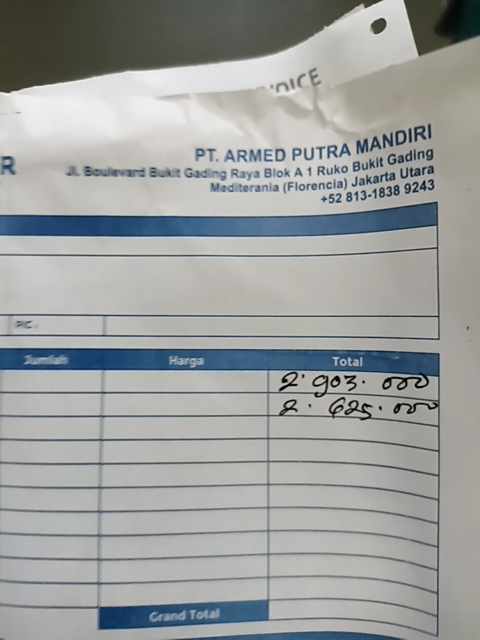 VOICE
R
PT. ARMED PUTRA MANDIRI
Jl. Boulevard Bukit Gading Raya Blok A 1 Ruko Bukit Gading
Mediterania (Florencia) Jakarta Utara
+52 813-1838 9243
PIC :
Jumlah Harga Total
2.903.000
2.625.000
Grand Total